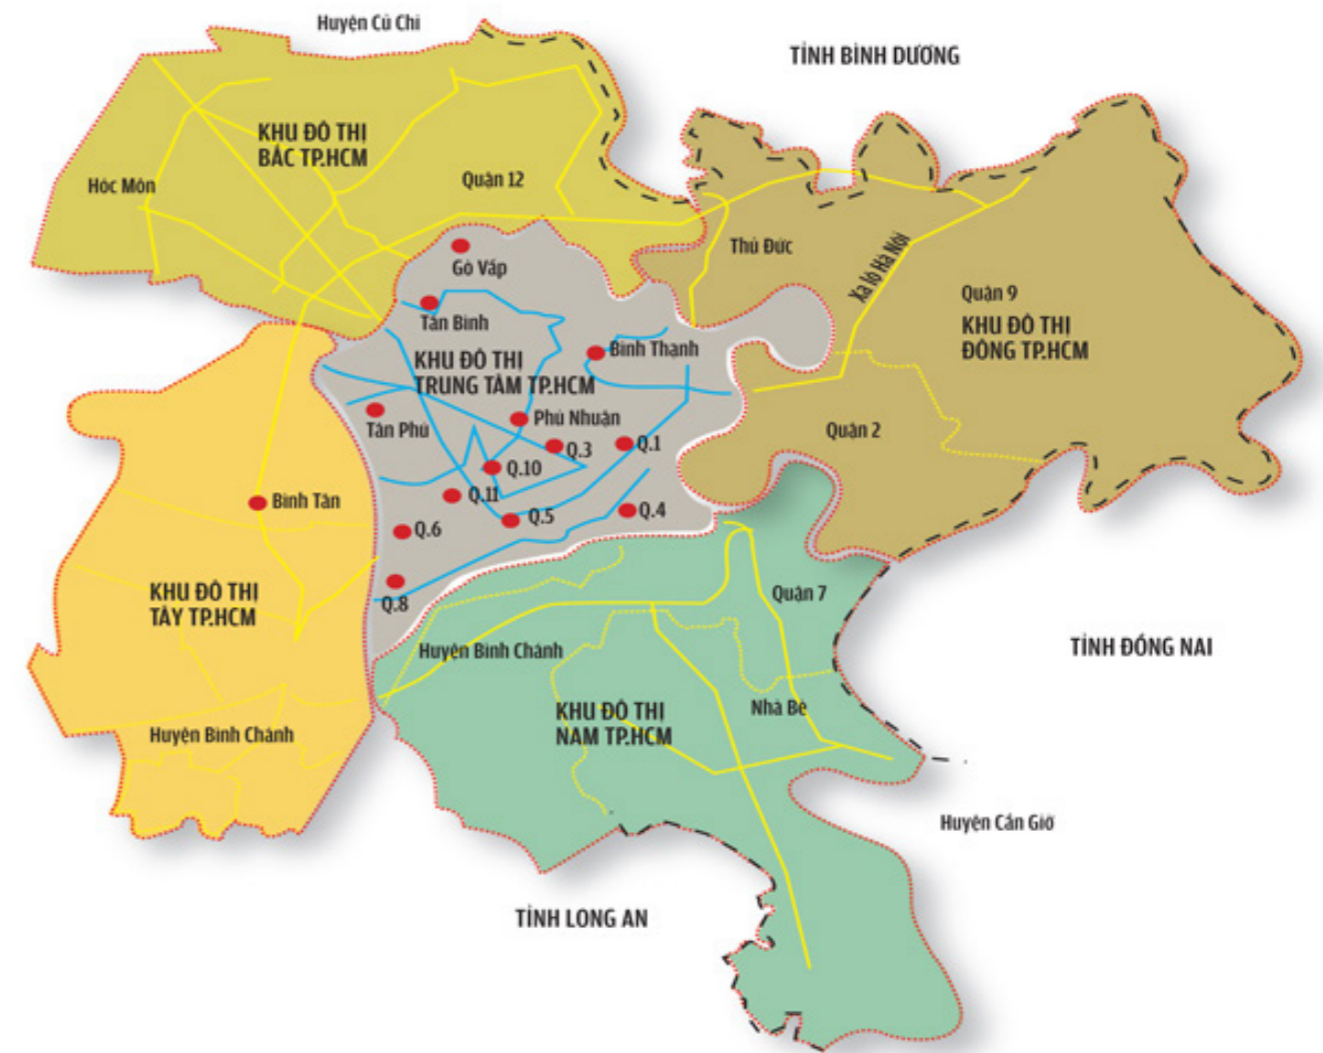 Huyện Củ Chi
TỈNH BÌNH DƯƠNG
KHU ĐÔ THỊ
BẮC TP.HCM
Hóc Môn
Quận 12
Thủ Đức
Xa lộ Hà Nội
Gò Vấp
Quận 9
KHU ĐÔ THỊ
ĐÔNG TP.HCM
Tân Bình
Bình Thạnh
KHU ĐÔ THỊ
TRUNG TÂM TP.HCM
Phú Nhuận
Tân Phú
Quận 2
Q.3
Q.1
Q.10
Q.11
Bình Tân
Q.4
Q.5
Q.6
KHU ĐÔ THỊ
TÂY TP.HCM
Q.8
Quận 7
Huyện Bình Chánh
TỈNH ĐỒNG NAI
Nhà Bè
KHU ĐÔ THỊ
NAM TP.HCM
Huyện Bình Chánh
Huyện Cần Giờ
TỈNH LONG AN